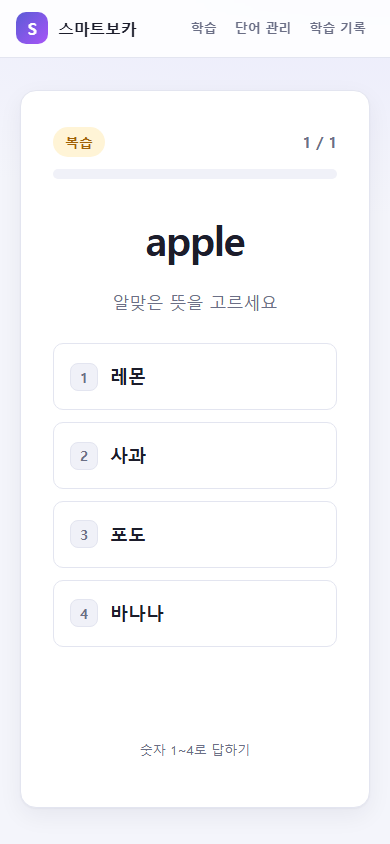 S 스마트보카 학습 단어 관리 학습 기록
복습 1 / 1
apple
알맞은 뜻을 고르세요
1 레몬
2 사과
3 포도
4 바나나
숫자 1~4로 답하기